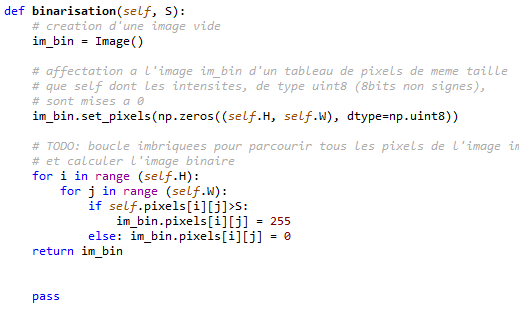 def binarisation(self, S):
# creation d'une image vide
im_bin = Image()
# affectation a l'image im_bin d'un tableau de pixels de meme taille
# que self dont les intensites, de type uint8 (8bits non signes),
# sont mises a 0
im_bin.set_pixels(np.zeros((self.H, self.W), dtype=np.uint8))
# TODO: boucle imbriquees pour parcourir tous les pixels de l'image im
# et calculer l'image binaire
for i in range (self.H):
for j in range (self.W):
if self.pixels[i][j]>S:
im_bin.pixels[i][j] = 255
else: im_bin.pixels[i][j] = 0
return im_bin
pass